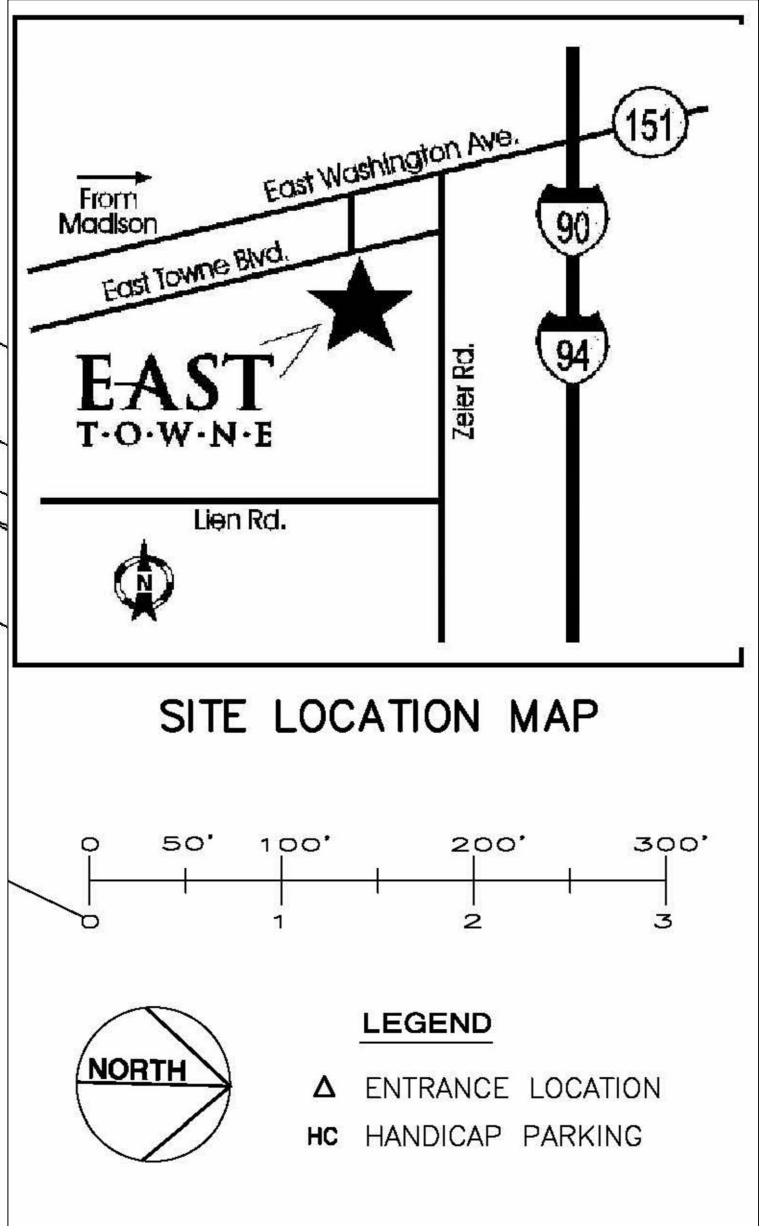 151
East Washington Ave.
From
Madison
90
East Towne Blvd.
94
Zeier Rd.
EAST
T·O·W·N·E
Lien Rd.
N
SITE LOCATION MAP
0 50' 100' 200' 300'
0 1 2 3
LEGEND
NORTH
Δ ENTRANCE LOCATION
HC HANDICAP PARKING